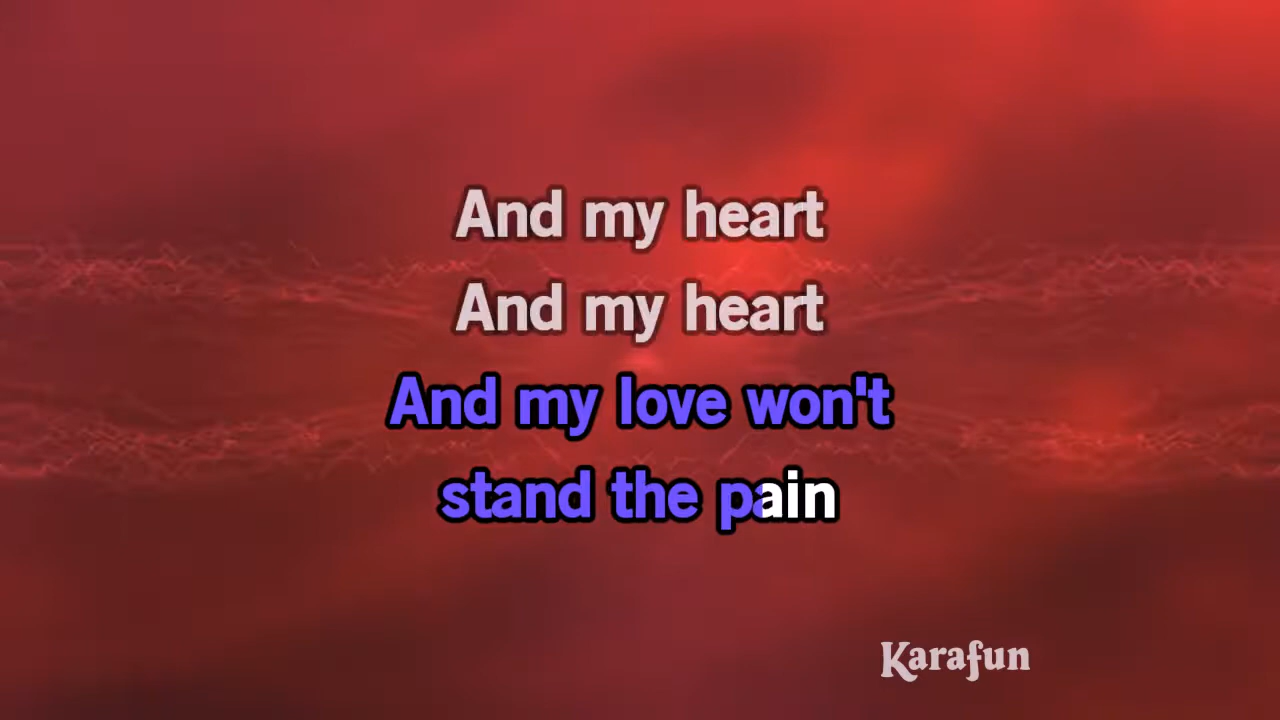 And my heart
And my heart
And my love won't
stand the pain
Karafun